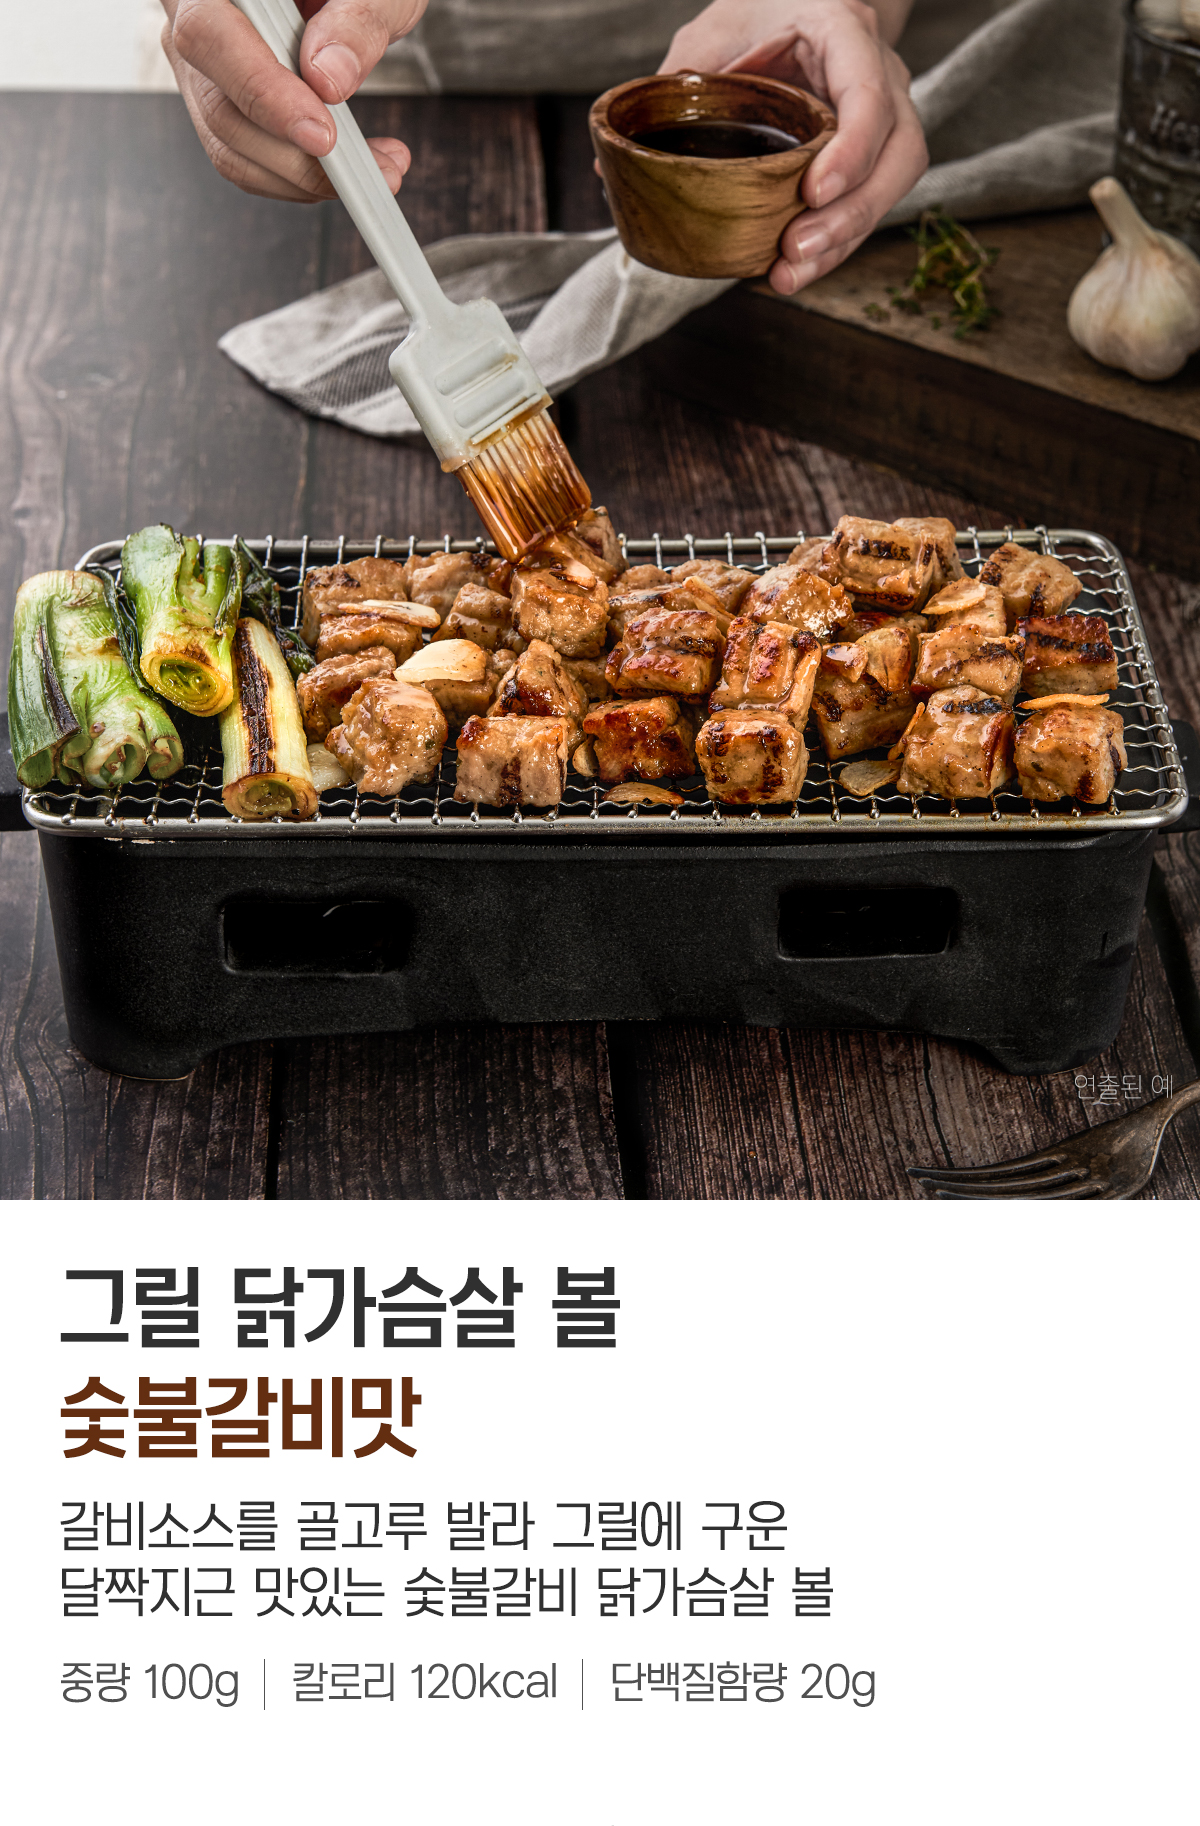 연출된 예
그릴 닭가슴살 볼
숯불갈비맛
갈비소스를 골고루 발라 그릴에 구운
달짝지근 맛있는 숯불갈비 닭가슴살 볼
중량 100g | 칼로리 120kcal | 단백질함량 20g